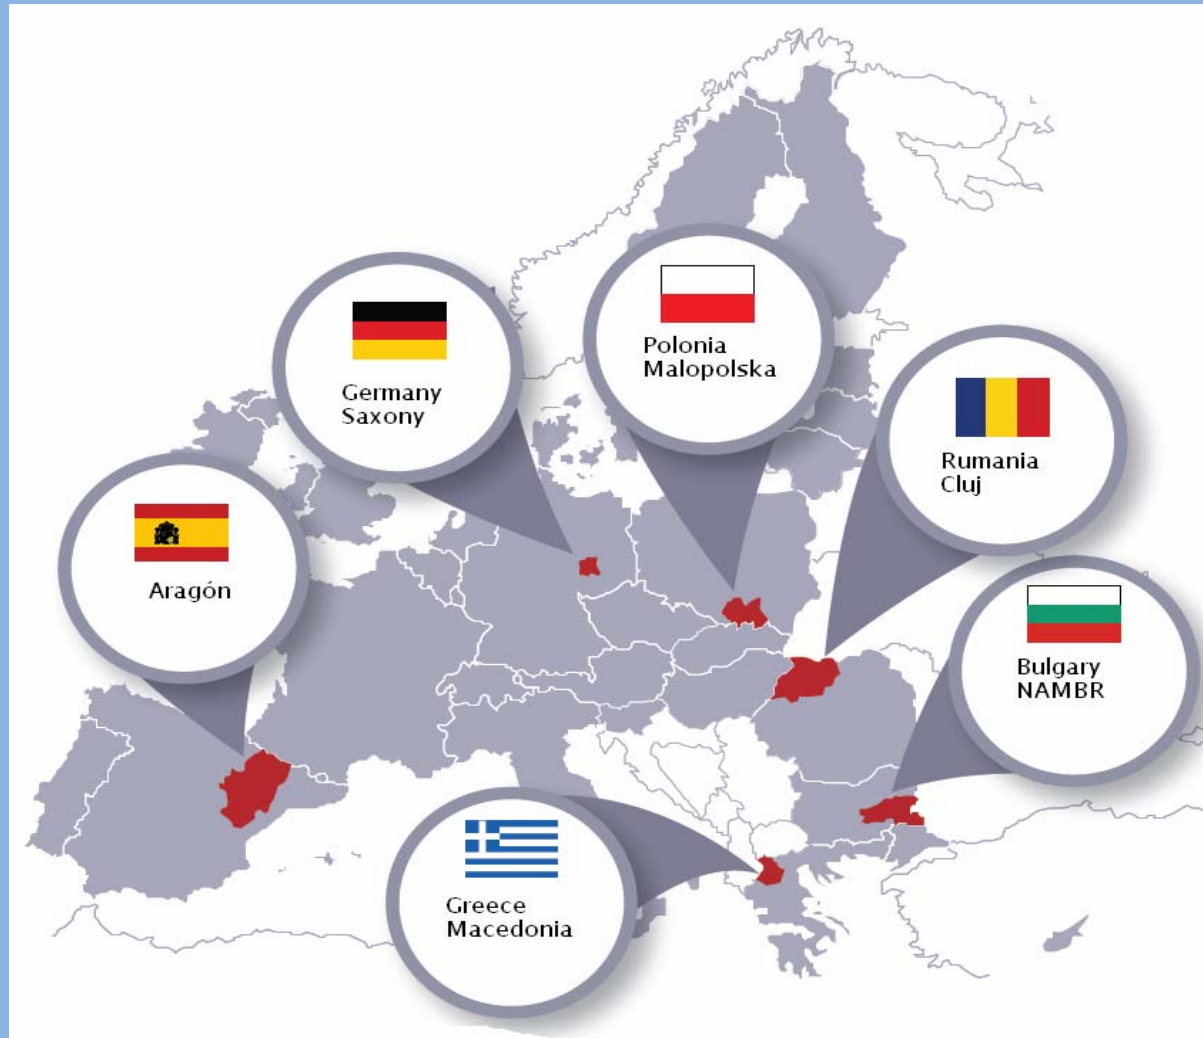 Germany
Saxony
Polonia
Malopolska
Rumania
Cluj
Aragón
Bulgary
NAMBR
Greece
Macedonia